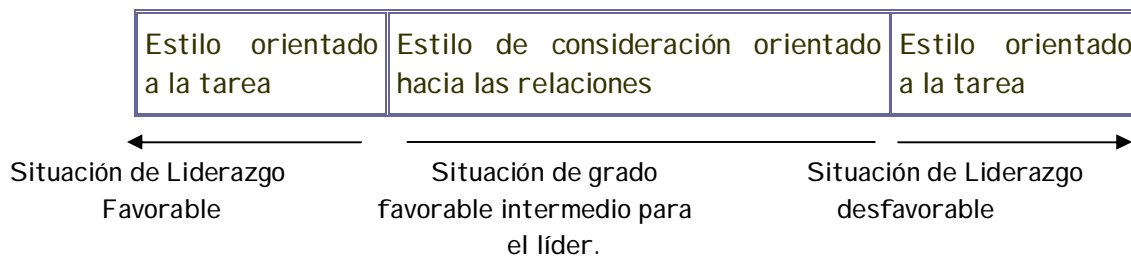 Estilo orientado
a la tarea
Estilo de consideración orientado
hacia las relaciones
Estilo orientado
a la tarea
Situación de Liderazgo
Favorable
Situación de grado
favorable intermedio para
el líder.
Situación de Liderazgo
desfavorable